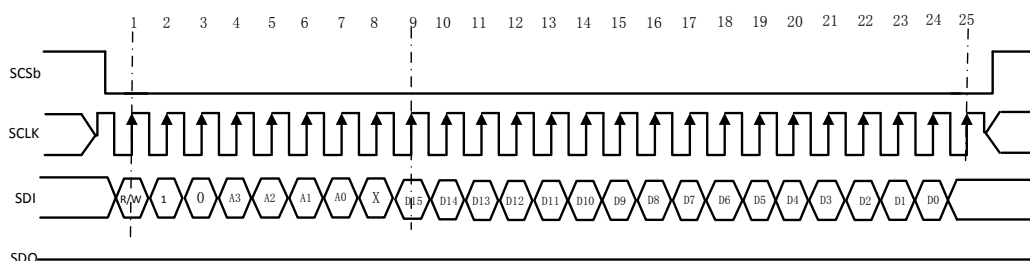 1 2 3 4 5 6 7 8 9 10 11 12 13 14 15 16 17 18 19 20 21 22 23 24 25
SCSb
SCLK
SDI R/W 1 0 A3 A2 A1 A0 X D15 D14 D13 D12 D11 D10 D9 D8 D7 D6 D5 D4 D3 D2 D1 D0
SDO